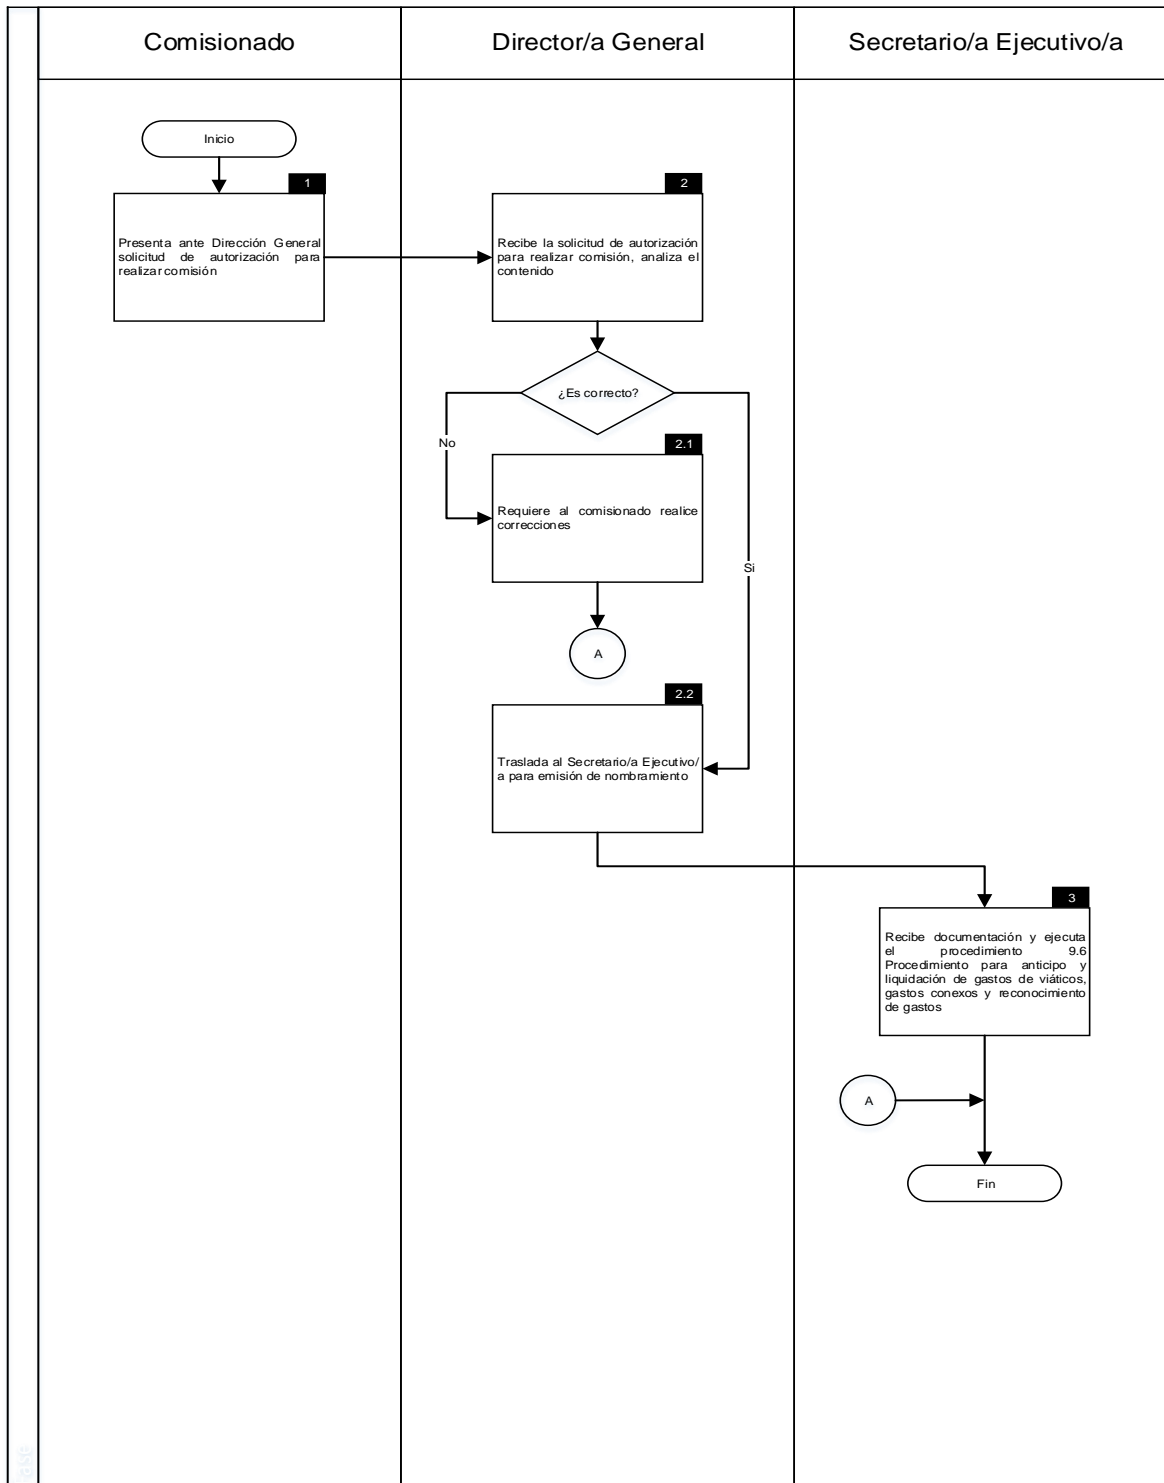 Comisionado
Director/a General
Secretario/a Ejecutivo/a
Inicio
1
Presenta ante Dirección General
solicitud de autorización para
realizar comisión
2
Recibe la solicitud de autorización
para realizar comisión, analiza el
contenido
¿Es correcto?
No
Si
2.1
Requiere al comisionado realice
correcciones
A
2.2
Traslada al Secretario/a Ejecutivo/
a para emisión de nombramiento
3
Recibe documentación y ejecuta
el procedimiento 9.6
Procedimiento para anticipo y
liquidación de gastos de viáticos,
gastos conexos y reconocimiento
de gastos
A
Fin